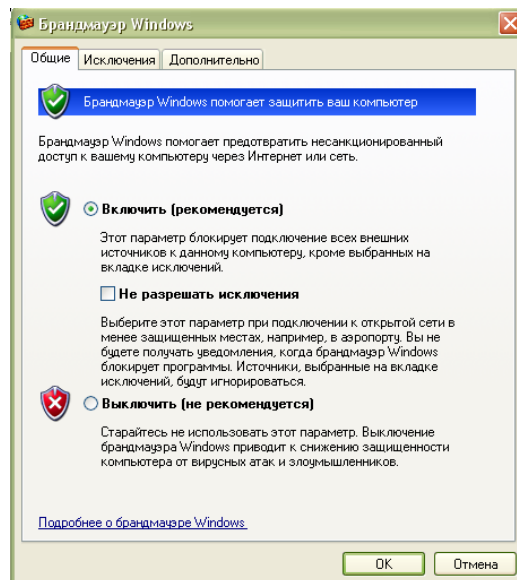 Брандмауэр Windows
Общие Исключения Дополнительно
Брандмауэр Windows помогает защитить ваш компьютер
Брандмауэр Windows помогает предотвратить несанкционированный
доступ к вашему компьютеру через Интернет или сеть.
Включить (рекомендуется)
Этот параметр блокирует подключение всех внешних
источников к данному компьютеру, кроме выбранных на
вкладке исключений.
Не разрешать исключения
Выберите этот параметр при подключении к открытой сети в
менее защищенных местах, например, в аэропорту. Вы не
будете получать уведомления, когда брандмауэр Windows
блокирует программы. Источники, выбранные на вкладке
исключений, будут игнорироваться.
Выключить (не рекомендуется)
Старайтесь не использовать этот параметр. Выключение
брандмауэра Windows приводит к снижению защищенности
компьютера от вирусных атак и злоумышленников.
Подробнее о брандмауэре Windows.
OK Отмена